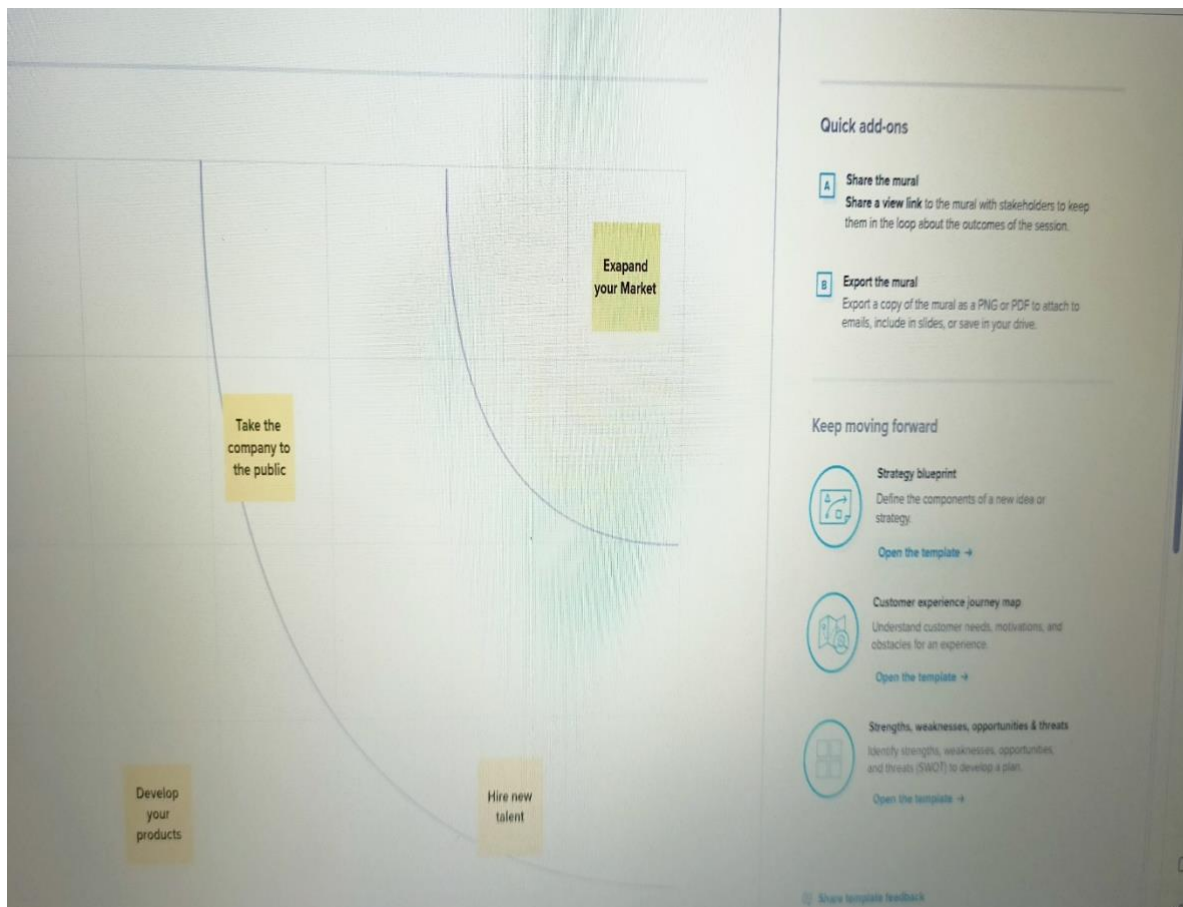 Exapand
your Market
Take the
company to
the public
Develop
your
products
Hire new
talent
Quick add-ons
A
Share the mural
Share a view link to the mural with stakeholders to keep
them in the loop about the outcomes of the session.
B
Export the mural
Export a copy of the mural as a PNG or PDF to attach to
emails, include in slides, or save in your drive.
Keep moving forward
Strategy blueprint
Define the components of a new idea or
strategy.
Open the template →
Customer experience journey map
Understand customer needs, motivations, and
obstacles for an experience.
Open the template →
Strengths, weaknesses, opportunities & threats
Identify strengths, weaknesses, opportunities,
and threats (SWOT) to develop a plan.
Open the template →
Share template feedback